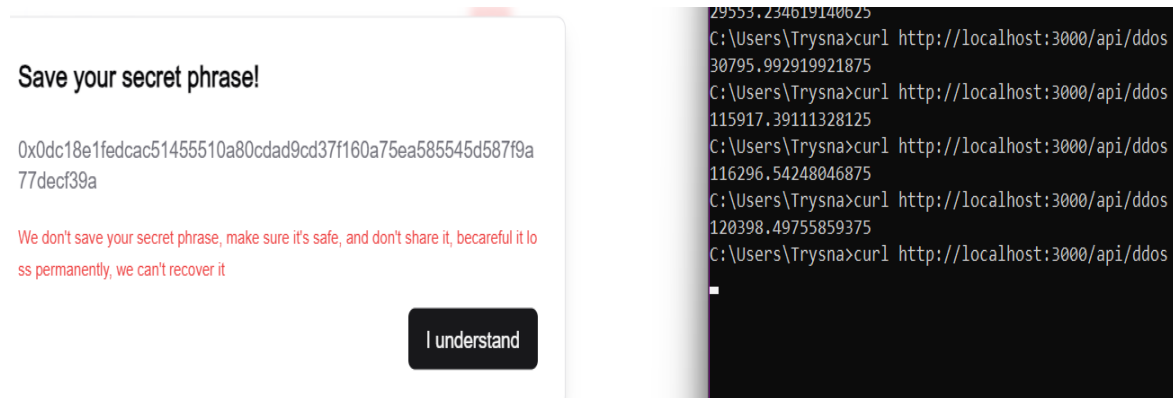 Save your secret phrase!
0x0dc18e1fedcac51455510a80cdad9cd37f160a75ea585545d587f9a
77decf39a
We don't save your secret phrase, make sure it's safe, and don't share it, becareful it lo
ss permanently, we can't recover it
I understand
29553.234619140625
C:\Users\Trysna>curl http://localhost:3000/api/ddos
30795.992919921875
C:\Users\Trysna>curl http://localhost:3000/api/ddos
115917.39111328125
C:\Users\Trysna>curl http://localhost:3000/api/ddos
116296.54248046875
C:\Users\Trysna>curl http://localhost:3000/api/ddos
120398.49755859375
C:\Users\Trysna>curl http://localhost:3000/api/ddos